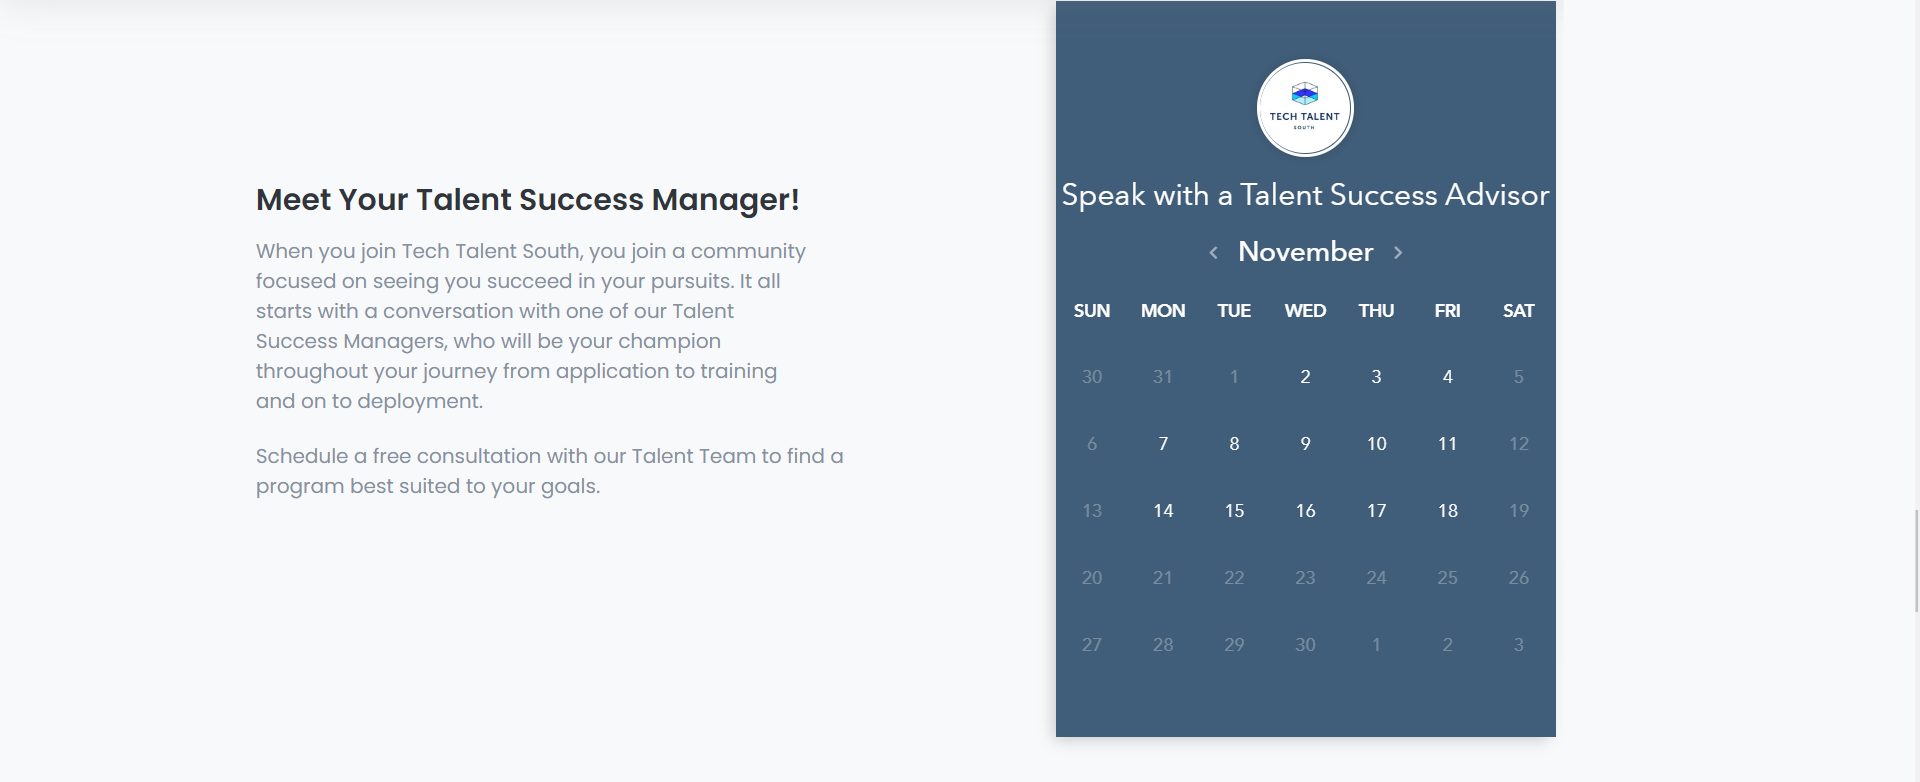 Meet Your Talent Success Manager!
When you join Tech Talent South, you join a community
focused on seeing you succeed in your pursuits. It all
starts with a conversation with one of our Talent
Success Managers, who will be your champion
throughout your journey from application to training
and on to deployment.
Schedule a free consultation with our Talent Team to find a
program best suited to your goals.
TECH TALENT
SOUTH
Speak with a Talent Success Advisor
November
SUN MON TUE WED THU FRI SAT
30 31 1 2 3 4 5
6 7 8 9 10 11 12
13 14 15 16 17 18 19
20 21 22 23 24 25 26
27 28 29 30 1 2 3